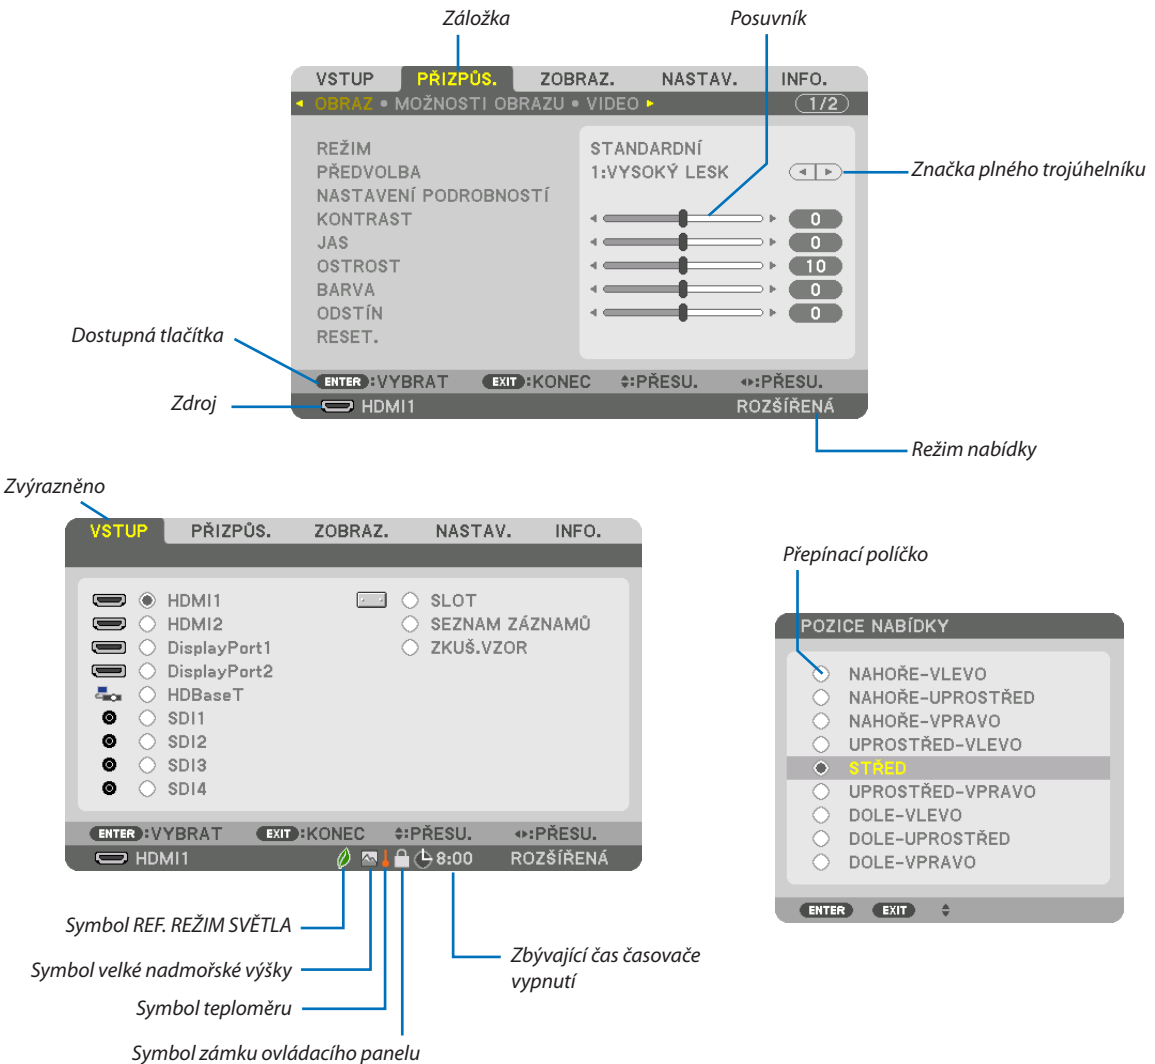 Záložka
Posuvník
VSTUP PŘIZPŮS. ZOBRAZ. NASTAV. INFO.
OBRAZ • MOŽNOSTI OBRAZU • VIDEO 1/2
REŽIM STANDARDNÍ
PŘEDVOLBA 1:VYSOKÝ LESK
Značka plného trojúhelníku
NASTAVENÍ PODROBNOSTÍ
KONTRAST 0
JAS 0
OSTROST 10
BARVA 0
ODSTÍN 0
RESET.
Dostupná tlačítka
ENTER :VYBRAT EXIT :KONEC :PŘESU. :PŘESU.
Zdroj
HDMI1 ROZŠÍŘENÁ
Režim nabídky
Zvýrazněno
VSTUP PŘIZPŮS. ZOBRAZ. NASTAV. INFO.
HDMI1 SLOT
HDMI2 SEZNAM ZÁZNAMŮ
DisplayPort1 ZKUŠ.VZOR
DisplayPort2
HDBaseT
SDI1
SDI2
SDI3
SDI4
ENTER :VYBRAT EXIT :KONEC :PŘESU. :PŘESU.
HDMI1 8:00 ROZŠÍŘENÁ
Symbol REF. REŽIM SVĚTLA
Symbol velké nadmořské výšky
Symbol teploměru
Symbol zámku ovládacího panelu
Zbývající čas časovače
vypnutí
Přepínací políčko
POZICE NABÍDKY
NAHOŘE-VLEVO
NAHOŘE-UPROSTŘED
NAHOŘE-VPRAVO
UPROSTŘED-VLEVO
STŘED
UPROSTŘED-VPRAVO
DOLE-VLEVO
DOLE-UPROSTŘED
DOLE-VPRAVO
ENTER EXIT